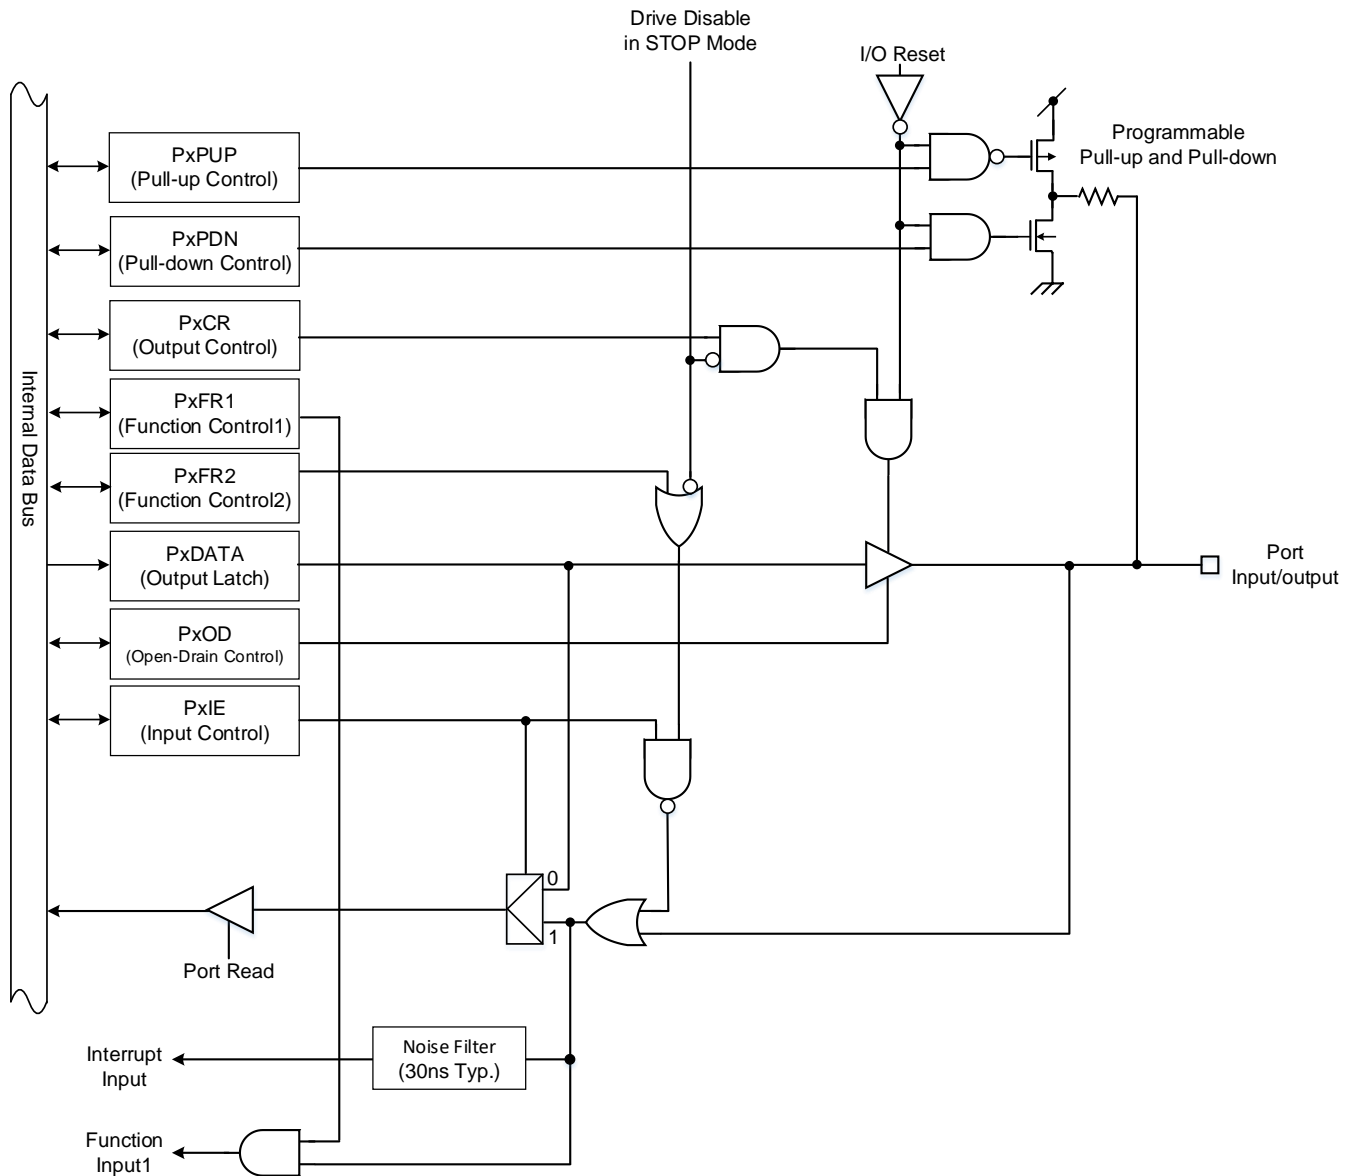 Drive Disable
in STOP Mode
I/O Reset
Programmable
Pull-up and Pull-down
PxPUP
(Pull-up Control)
PxPDN
(Pull-down Control)
PxCR
(Output Control)
PxFR1
(Function Control1)
PxFR2
(Function Control2)
PxDATA
(Output Latch)
PxOD
(Open-Drain Control)
PxIE
(Input Control)
Internal Data Bus
Port
Input/output
0
1
Port Read
Noise Filter
(30ns Typ.)
Interrupt
Input
Function
Input1